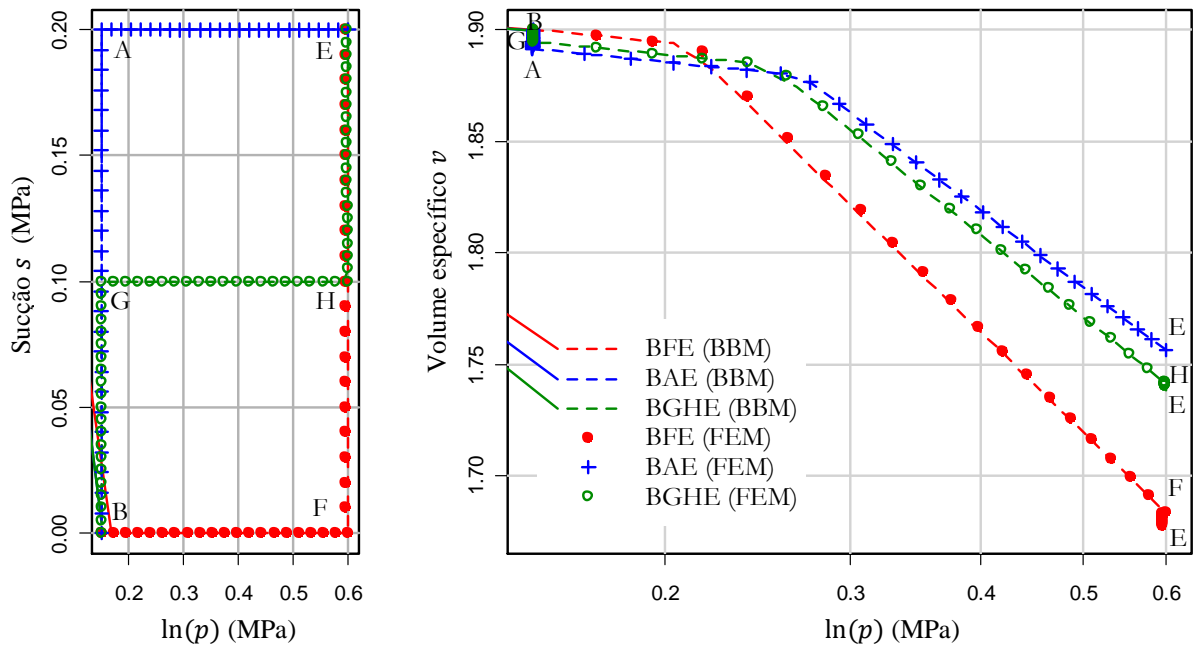 0.00 0.05 0.10 0.15 0.20
Sucção s (MPa)
A
E
G
H
B
F
0.2 0.3 0.4 0.5 0.6
ln(p) (MPa)
1.70 1.75 1.80 1.85 1.90
Volume específico v
B
G
A
E
H
E
F
E
BFE (BBM)
BAE (BBM)
BGHE (BBM)
BFE (FEM)
BAE (FEM)
BGHE (FEM)
0.2 0.3 0.4 0.5 0.6
ln(p) (MPa)